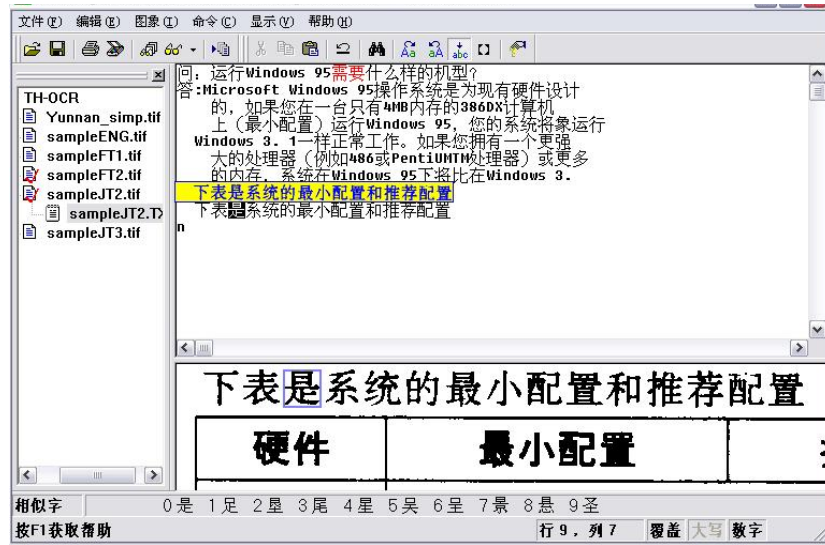 文件(F) 编辑(E) 图象(I) 命令(C) 显示(V) 帮助(H)
TH-OCR
Yunnan_simp.tif
sampleENG.tif
sampleFT1.tif
sampleFT2.tif
sampleJT2.tif
sampleJT2.TX
sampleJT3.tif
问：运行Windows 95需要什么样的机型？
答:Microsoft Windows 95操作系统是为现有硬件设计
的，如果您在一台只有4MB内存的386DX计算机
上（最小配置）运行Windows 95，您的系统将象运行
Windows 3. 1一样正常工作。如果您拥有一个更强
大的处理器（例如486或PentiUMTM处理器）或更多
的内存，系统在Windows 95下将比在Windows 3.
下表是系统的最小配置和推荐配置
下表是系统的最小配置和推荐配置
n
下表是系统的最小配置和推荐配置
硬件 最小配置
相似字 0是 1足 2垦 3尾 4星 5吴 6呈 7景 8悬 9圣
按F1获取帮助 行 9，列 7 覆盖 大写 数字